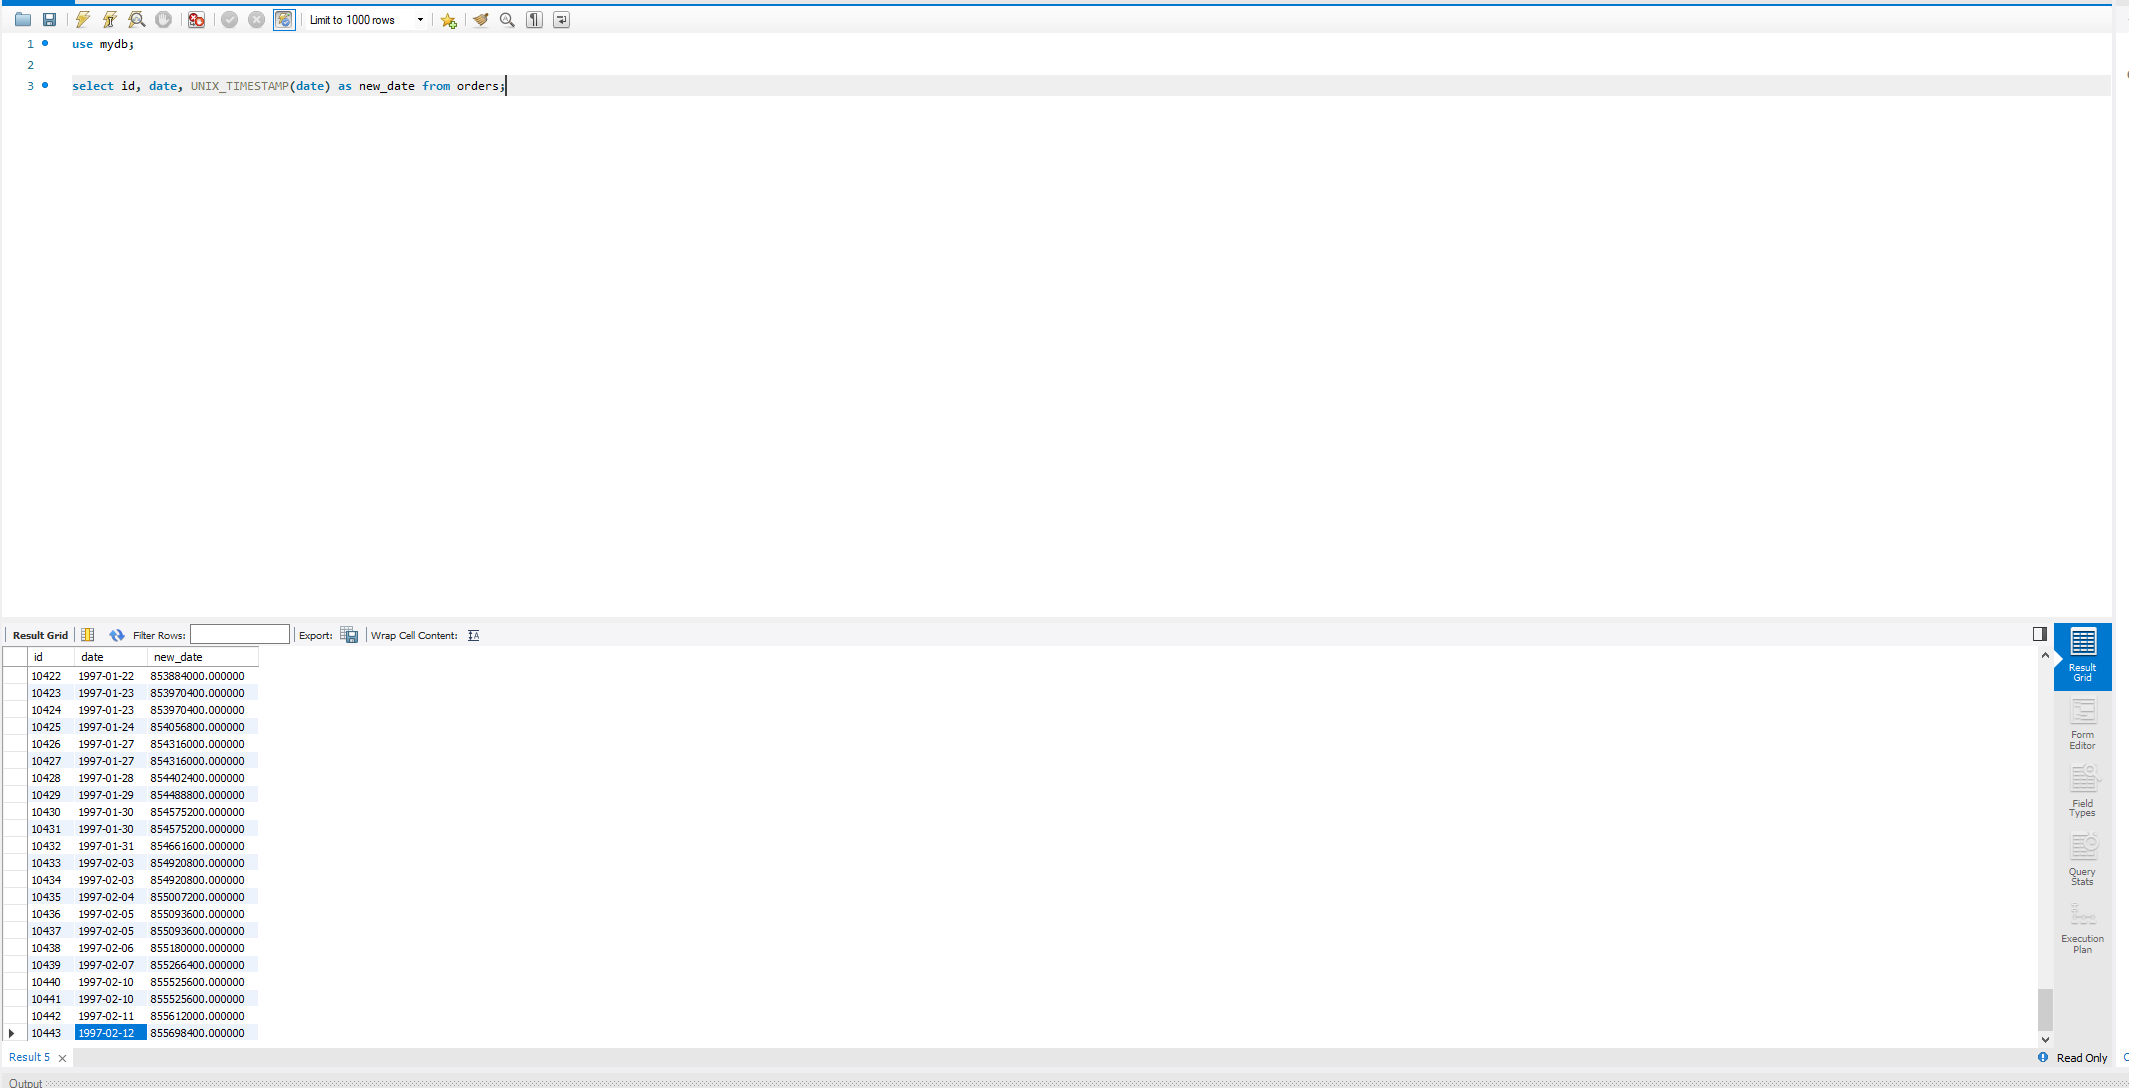 Limit to 1000 rows
1 use mydb;
2
3 select id, date, UNIX_TIMESTAMP(date) as new_date from orders;
Result Grid Filter Rows: Export: Wrap Cell Content:
id date new_date
10422 1997-01-22 853884000.000000
10423 1997-01-23 853970400.000000
10424 1997-01-23 853970400.000000
10425 1997-01-24 854056800.000000
10426 1997-01-27 854316000.000000
10427 1997-01-27 854316000.000000
10428 1997-01-28 854402400.000000
10429 1997-01-29 854488800.000000
10430 1997-01-30 854575200.000000
10431 1997-01-30 854575200.000000
10432 1997-01-31 854661600.000000
10433 1997-02-03 854920800.000000
10434 1997-02-03 854920800.000000
10435 1997-02-04 855007200.000000
10436 1997-02-05 855093600.000000
10437 1997-02-05 855093600.000000
10438 1997-02-06 855180000.000000
10439 1997-02-07 855266400.000000
10440 1997-02-10 855525600.000000
10441 1997-02-10 855525600.000000
10442 1997-02-11 855612000.000000
10443 1997-02-12 855698400.000000
Result
Grid
Form
Editor
Field
Types
Query
Stats
Execution
Plan
Result 5
Read Only
Output